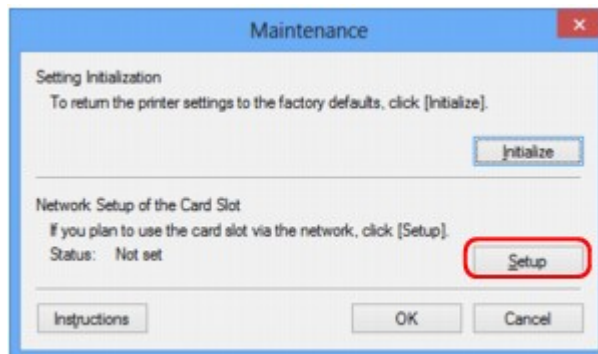 Maintenance
Setting Initialization
To return the printer settings to the factory defaults, click [Initialize].
Initialize
Network Setup of the Card Slot
If you plan to use the card slot via the network, click [Setup].
Status: Not set
Setup
Instructions OK Cancel